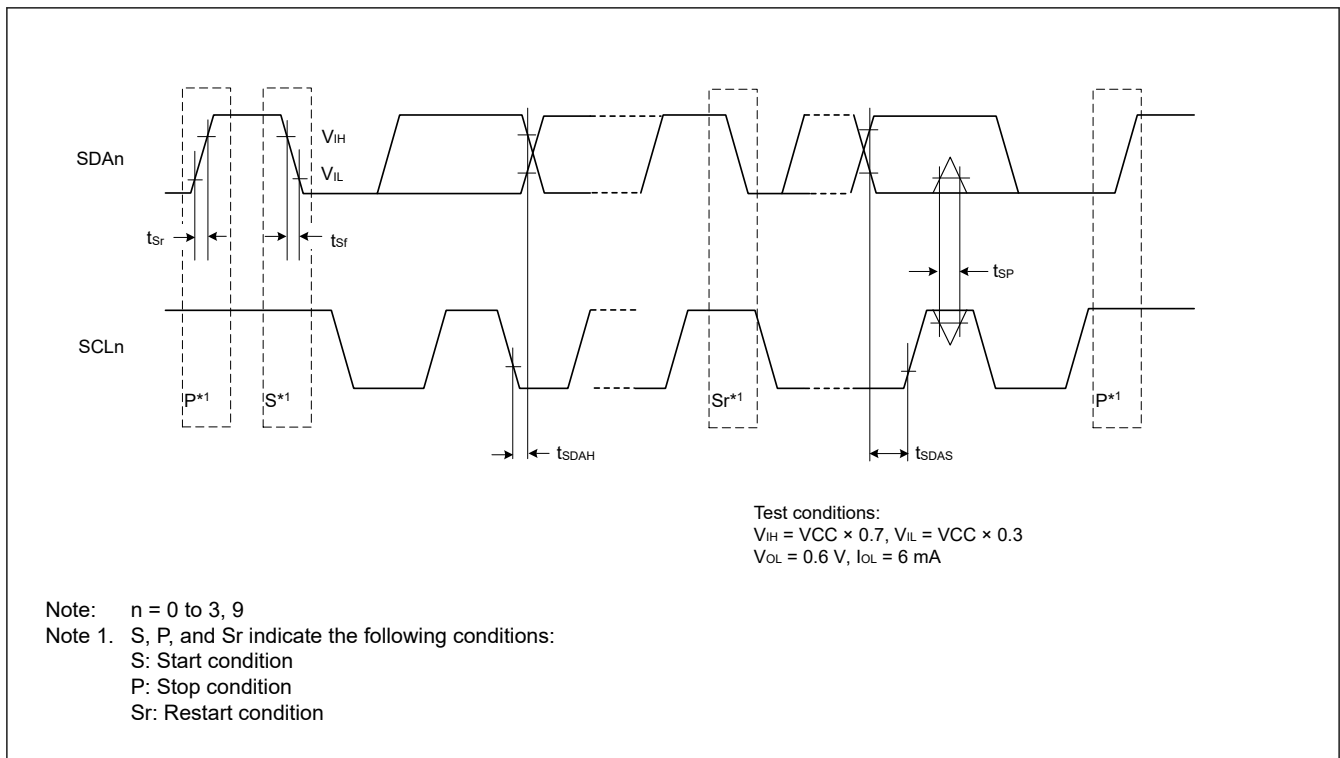 SDAn
VIH
VIL
tSr
tSf
tSP
SCLn
P*1
S*1
Sr*1
P*1
tSDAH
tSDAS
Test conditions:
VIH = VCC × 0.7, VIL = VCC × 0.3
VOL = 0.6 V, IOL = 6 mA
Note: n = 0 to 3, 9
Note 1. S, P, and Sr indicate the following conditions:
S: Start condition
P: Stop condition
Sr: Restart condition